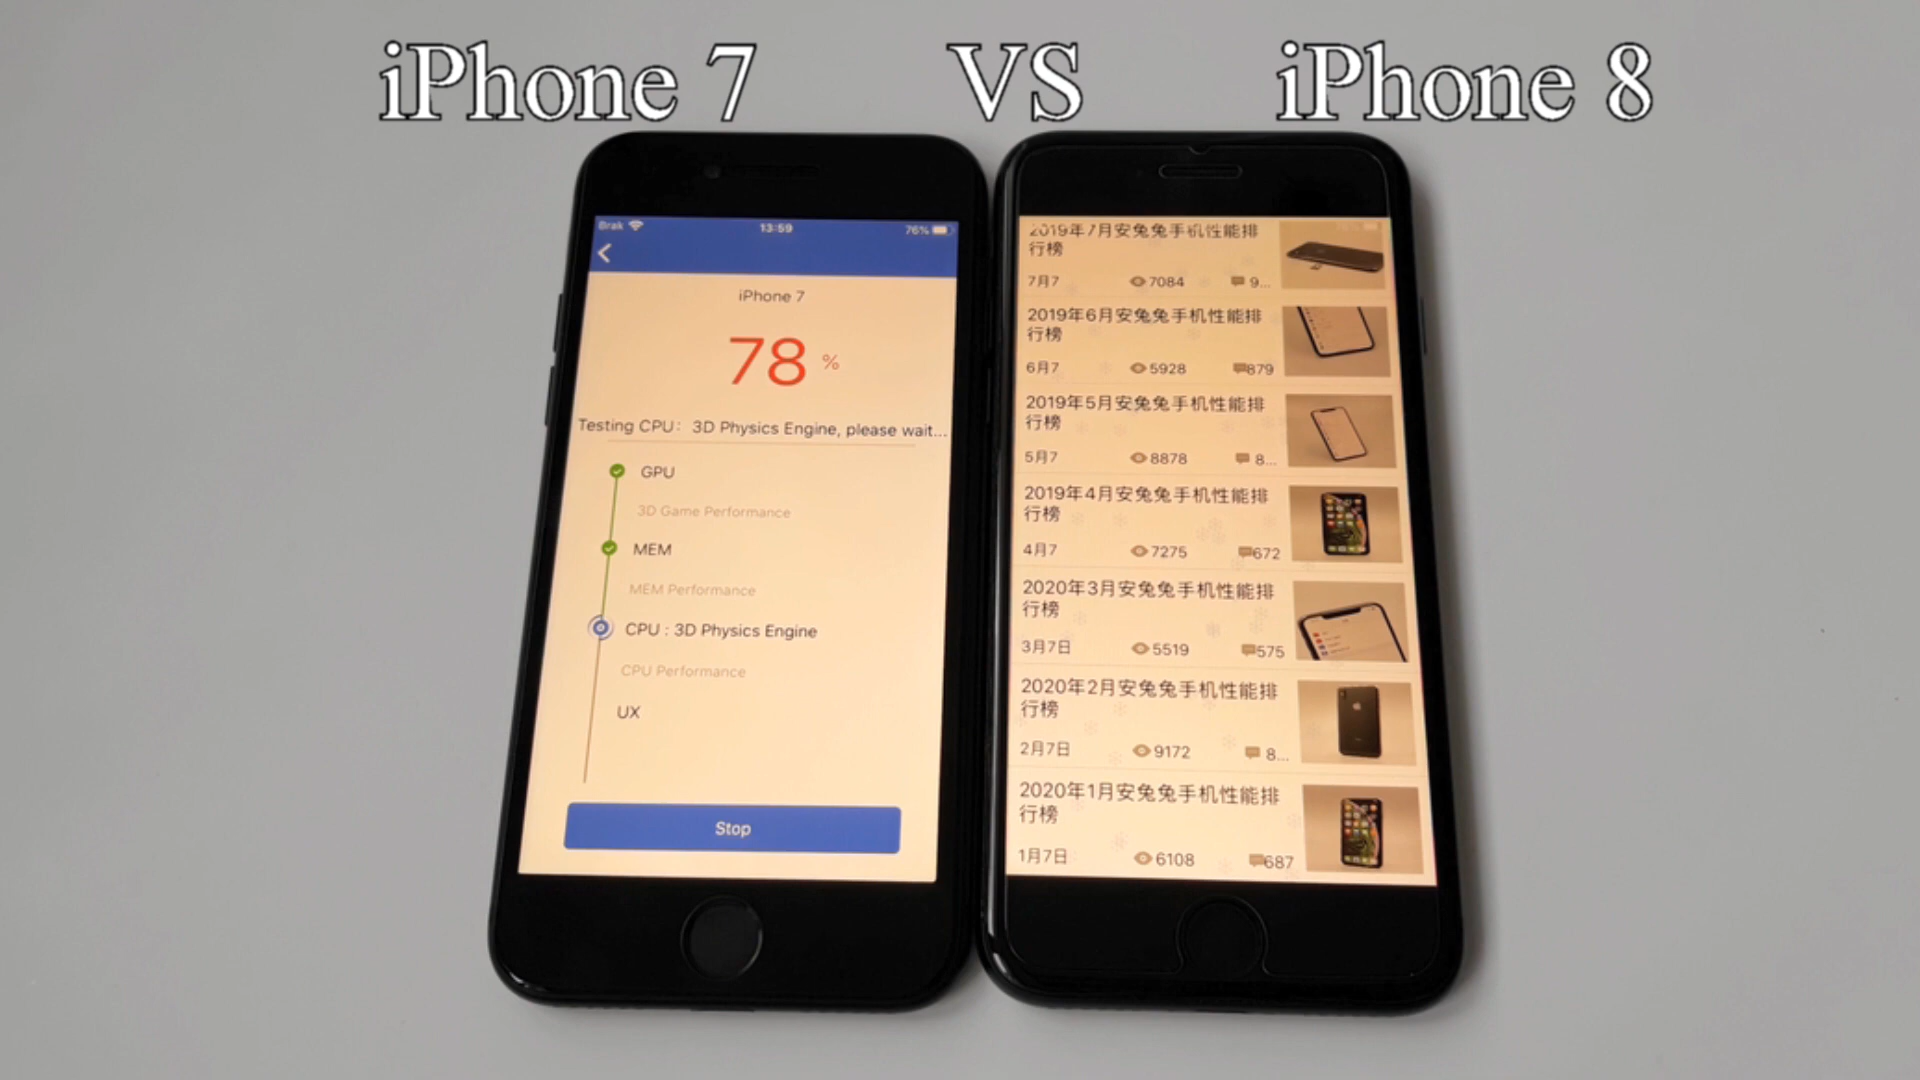 iPhone 7 VS iPhone 8
Brak 13:59 76%
iPhone 7
78 %
Testing CPU: 3D Physics Engine, please wait...
GPU
3D Game Performance
MEM
MEM Performance
CPU : 3D Physics Engine
CPU Performance
UX
Stop
2019年7月安兔兔手机性能排
行榜
7月7 7084 9...
2019年6月安兔兔手机性能排
行榜
6月7 5928 879
2019年5月安兔兔手机性能排
行榜
5月7 8878 8...
2019年4月安兔兔手机性能排
行榜
4月7 7275 672
2020年3月安兔兔手机性能排
行榜
3月7日 5519 575
2020年2月安兔兔手机性能排
行榜
2月7日 9172 8...
2020年1月安兔兔手机性能排
行榜
1月7日 6108 687